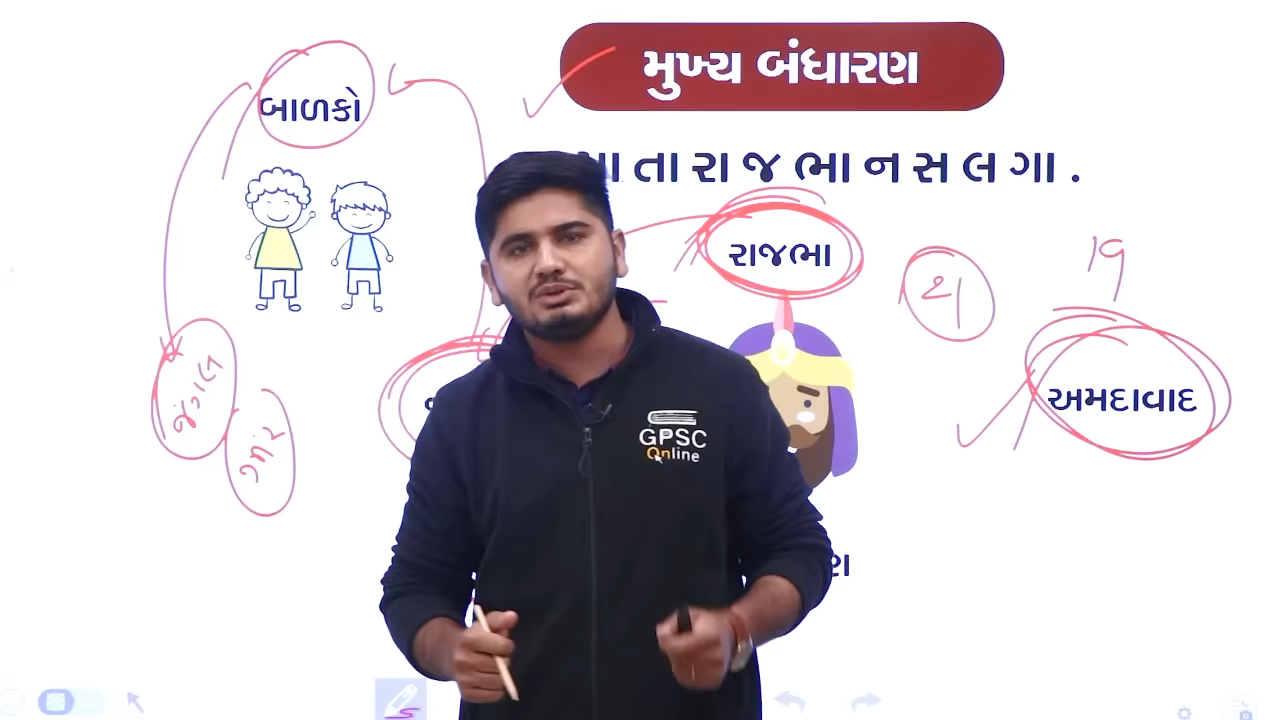 મુખ્ય બંધારણ
બાળકો
તા રા જ ભા ન સ લ ગા .
રાજભા
થ
19
અમદાવાદ
જંગલ
GPSC
Online